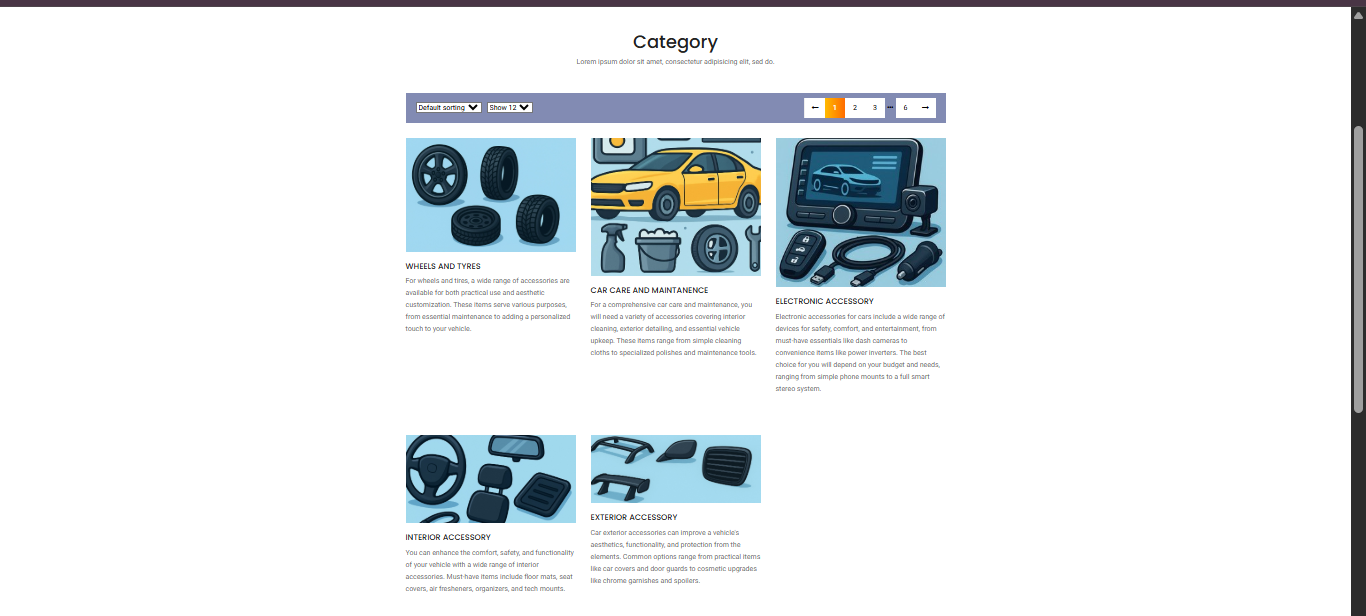 Category
Lorem ipsum dolor sit amet, consectetur adipisicing elit, sed do.
Default sorting Show 12 ← 1 2 3 ··· 6 →
WHEELS AND TYRES
For wheels and tires, a wide range of accessories are
available for both practical use and aesthetic
customization. These items serve various purposes,
from essential maintenance to adding a personalized
touch to your vehicle.
CAR CARE AND MAINTANENCE
For a comprehensive car care and maintenance, you
will need a variety of accessories covering interior
cleaning, exterior detailing, and essential vehicle
upkeep. These items range from simple cleaning
cloths to specialized polishes and maintenance tools.
ELECTRONIC ACCESSORY
Electronic accessories for cars include a wide range of
devices for safety, comfort, and entertainment, from
must-have essentials like dash cameras to
convenience items like power inverters. The best
choice for you will depend on your budget and needs,
ranging from simple phone mounts to a full smart
stereo system.
INTERIOR ACCESSORY
You can enhance the comfort, safety, and functionality
of your vehicle with a wide range of interior
accessories. Must-have items include floor mats, seat
covers, air fresheners, organizers, and tech mounts.
EXTERIOR ACCESSORY
Car exterior accessories can improve a vehicle's
aesthetics, functionality, and protection from the
elements. Common options range from practical items
like car covers and door guards to cosmetic upgrades
like chrome garnishes and spoilers.